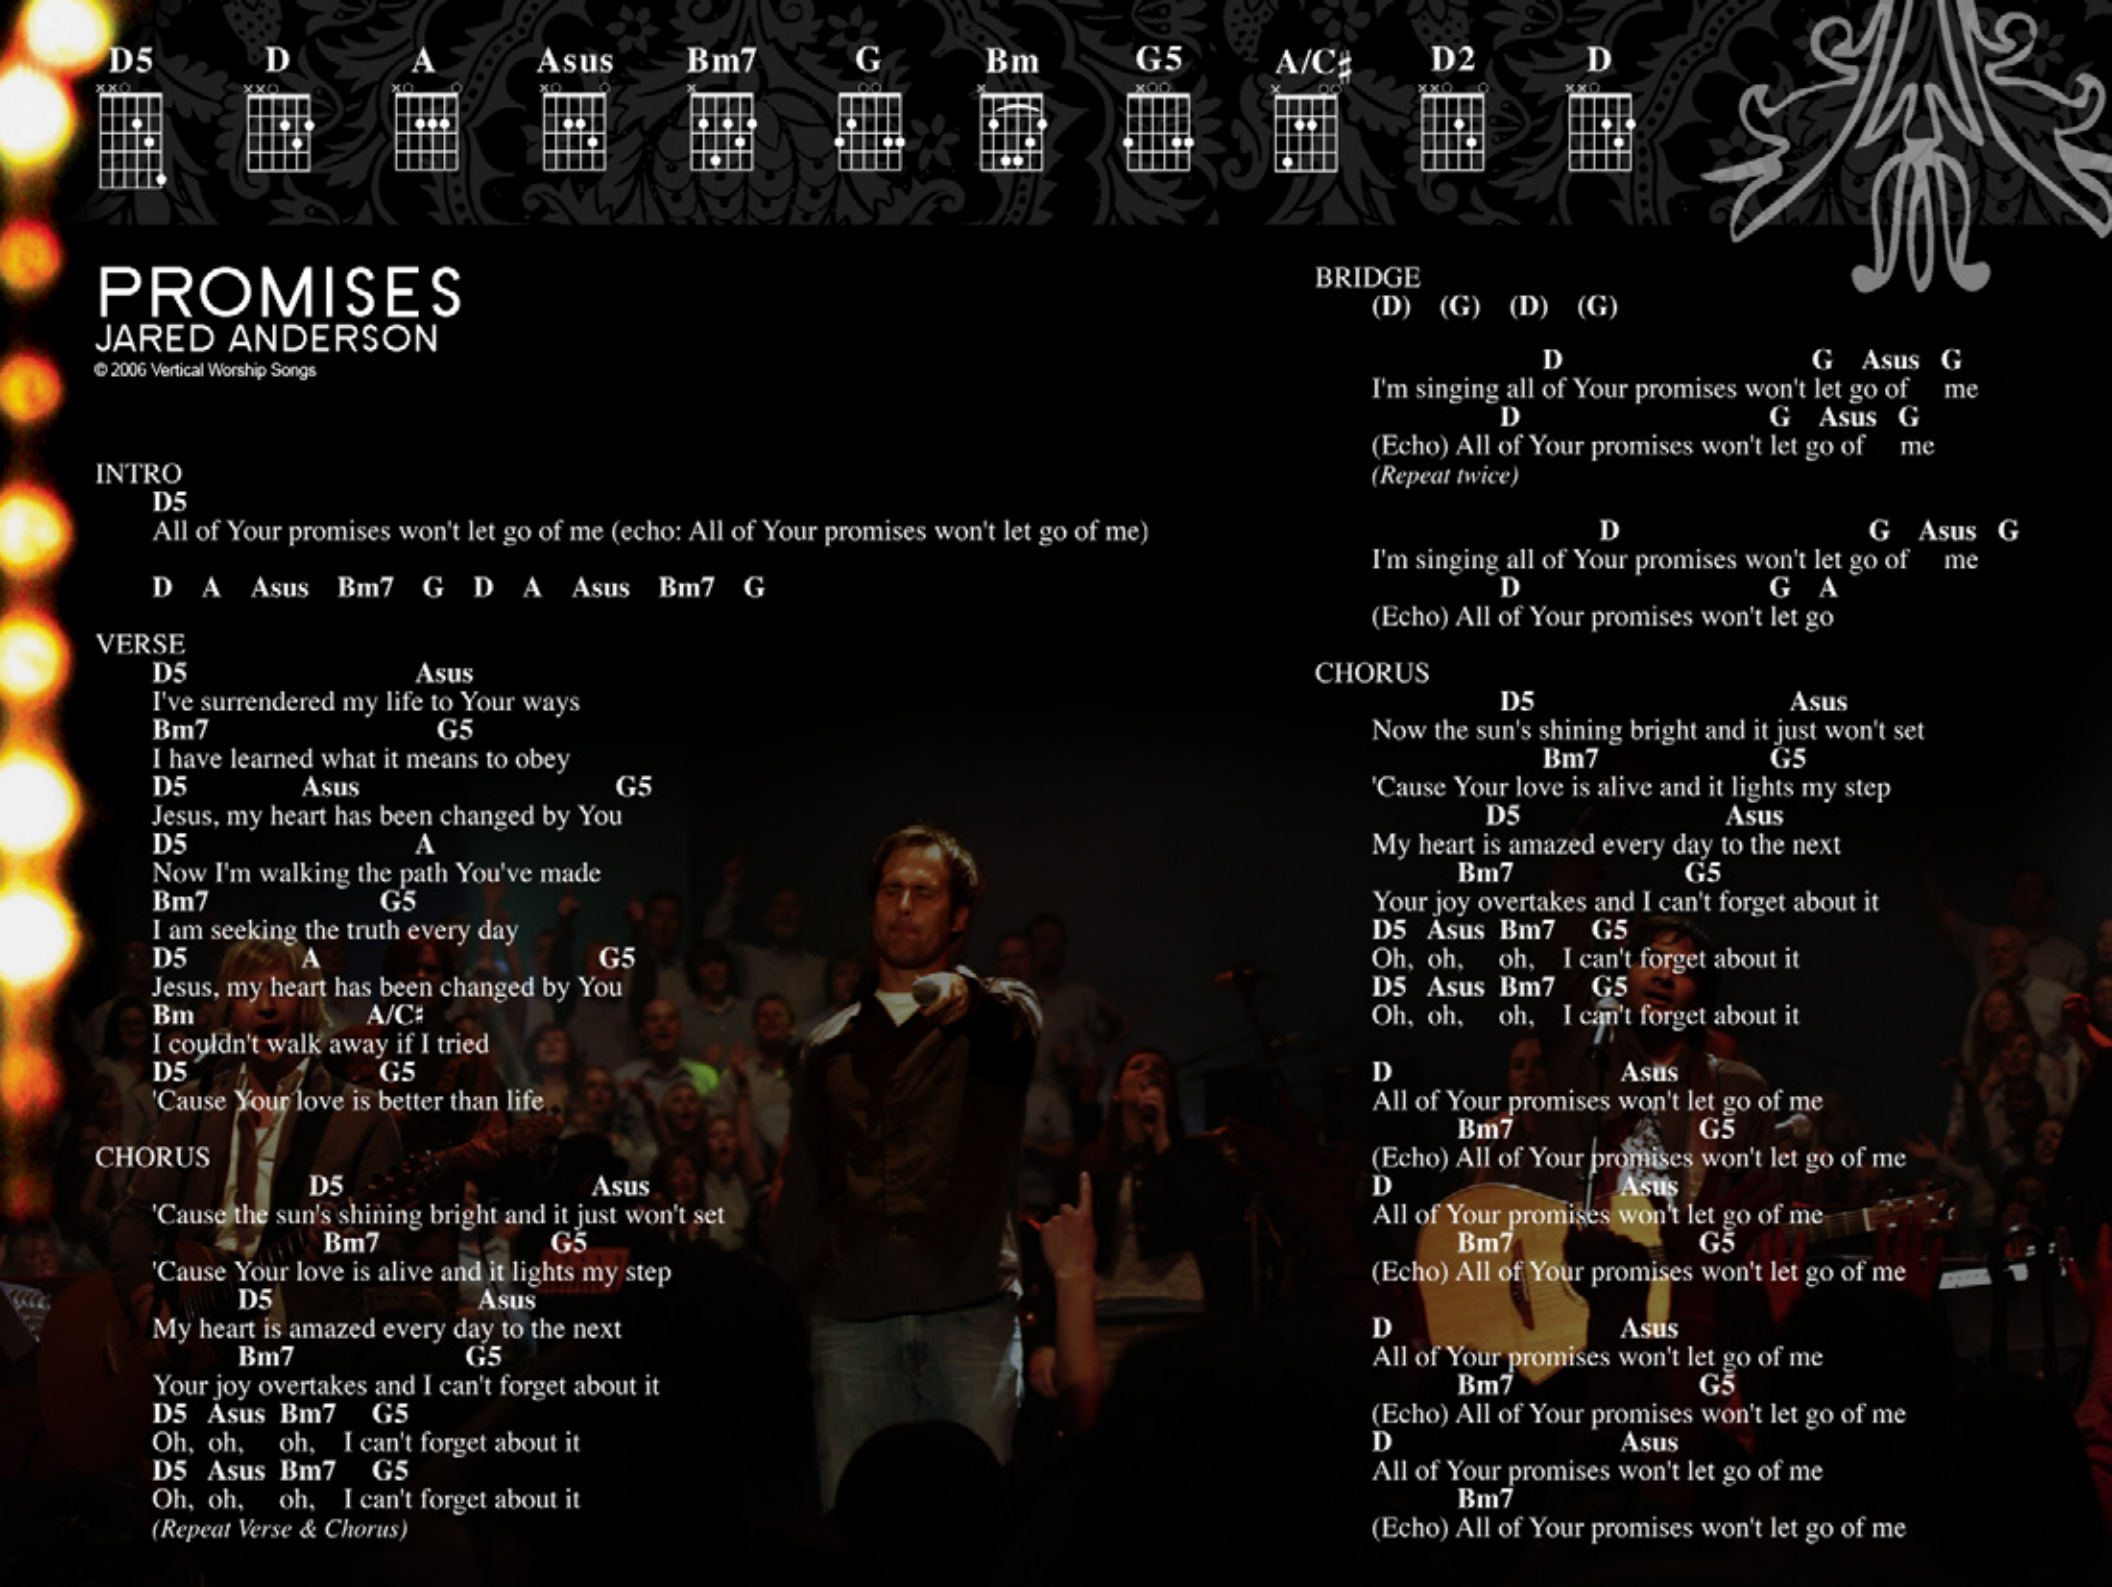 D5 D A Asus Bm7 G Bm G5 A/C♯ D2 D
PROMISES
JARED ANDERSON
© 2006 Vertical Worship Songs
INTRO
D5
All of Your promises won't let go of me (echo: All of Your promises won't let go of me)
D A Asus Bm7 G D A Asus Bm7 G
VERSE
D5 Asus
I've surrendered my life to Your ways
Bm7 G5
I have learned what it means to obey
D5 Asus G5
Jesus, my heart has been changed by You
D5 A
Now I'm walking the path You've made
Bm7 G5
I am seeking the truth every day
D5 A G5
Jesus, my heart has been changed by You
Bm A/C♯
I couldn't walk away if I tried
D5 G5
'Cause Your love is better than life
CHORUS
D5 Asus
'Cause the sun's shining bright and it just won't set
Bm7 G5
'Cause Your love is alive and it lights my step
D5 Asus
My heart is amazed every day to the next
Bm7 G5
Your joy overtakes and I can't forget about it
D5 Asus Bm7 G5
Oh, oh, oh, I can't forget about it
D5 Asus Bm7 G5
Oh, oh, oh, I can't forget about it
(Repeat Verse & Chorus)
BRIDGE
(D) (G) (D) (G)
D G Asus G
I'm singing all of Your promises won't let go of me
D G Asus G
(Echo) All of Your promises won't let go of me
(Repeat twice)
D G Asus G
I'm singing all of Your promises won't let go of me
D G A
(Echo) All of Your promises won't let go
CHORUS
D5 Asus
Now the sun's shining bright and it just won't set
Bm7 G5
'Cause Your love is alive and it lights my step
D5 Asus
My heart is amazed every day to the next
Bm7 G5
Your joy overtakes and I can't forget about it
D5 Asus Bm7 G5
Oh, oh, oh, I can't forget about it
D5 Asus Bm7 G5
Oh, oh, oh, I can't forget about it
D Asus
All of Your promises won't let go of me
Bm7 G5
(Echo) All of Your promises won't let go of me
D Asus
All of Your promises won't let go of me
Bm7 G5
(Echo) All of Your promises won't let go of me
D Asus
All of Your promises won't let go of me
Bm7 G5
(Echo) All of Your promises won't let go of me
D Asus
All of Your promises won't let go of me
Bm7
(Echo) All of Your promises won't let go of me